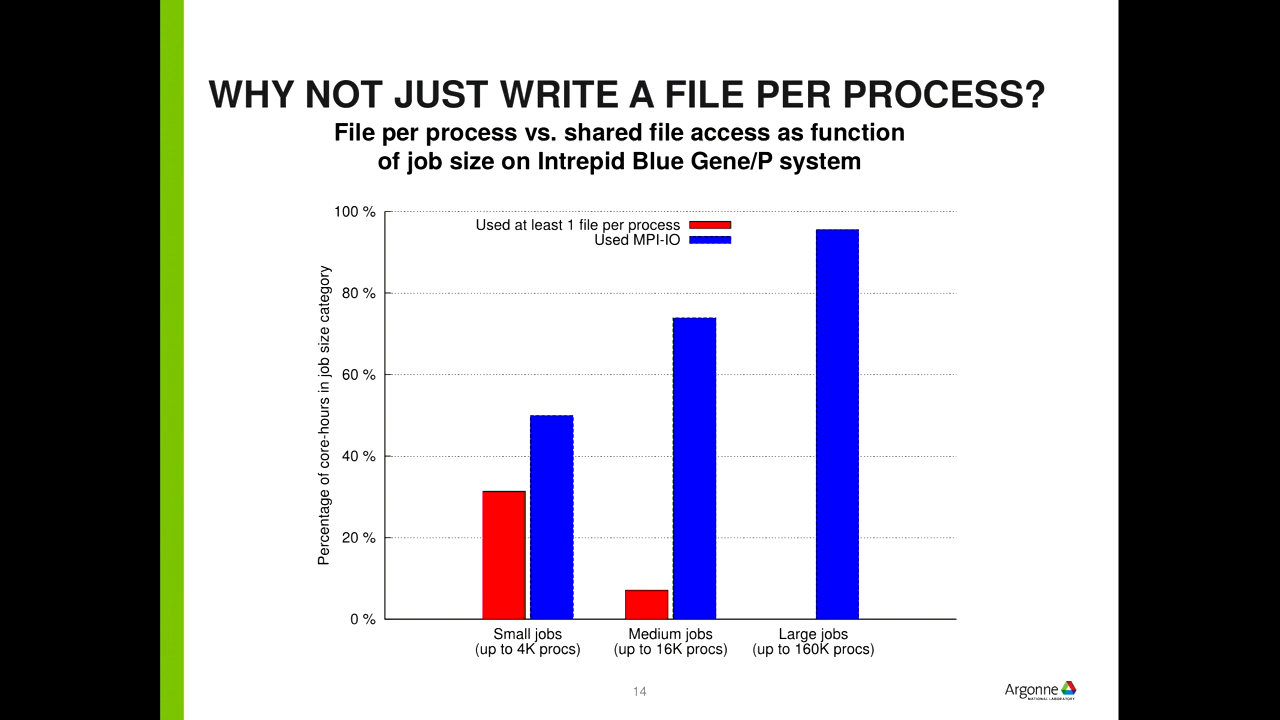 WHY NOT JUST WRITE A FILE PER PROCESS?
File per process vs. shared file access as function
of job size on Intrepid Blue Gene/P system
100 %
80 %
60 %
40 %
20 %
0 %
Percentage of core-hours in job size category
Used at least 1 file per process
Used MPI-IO
Small jobs
(up to 4K procs)
Medium jobs
(up to 16K procs)
Large jobs
(up to 160K procs)
14
Argonne
NATIONAL LABORATORY